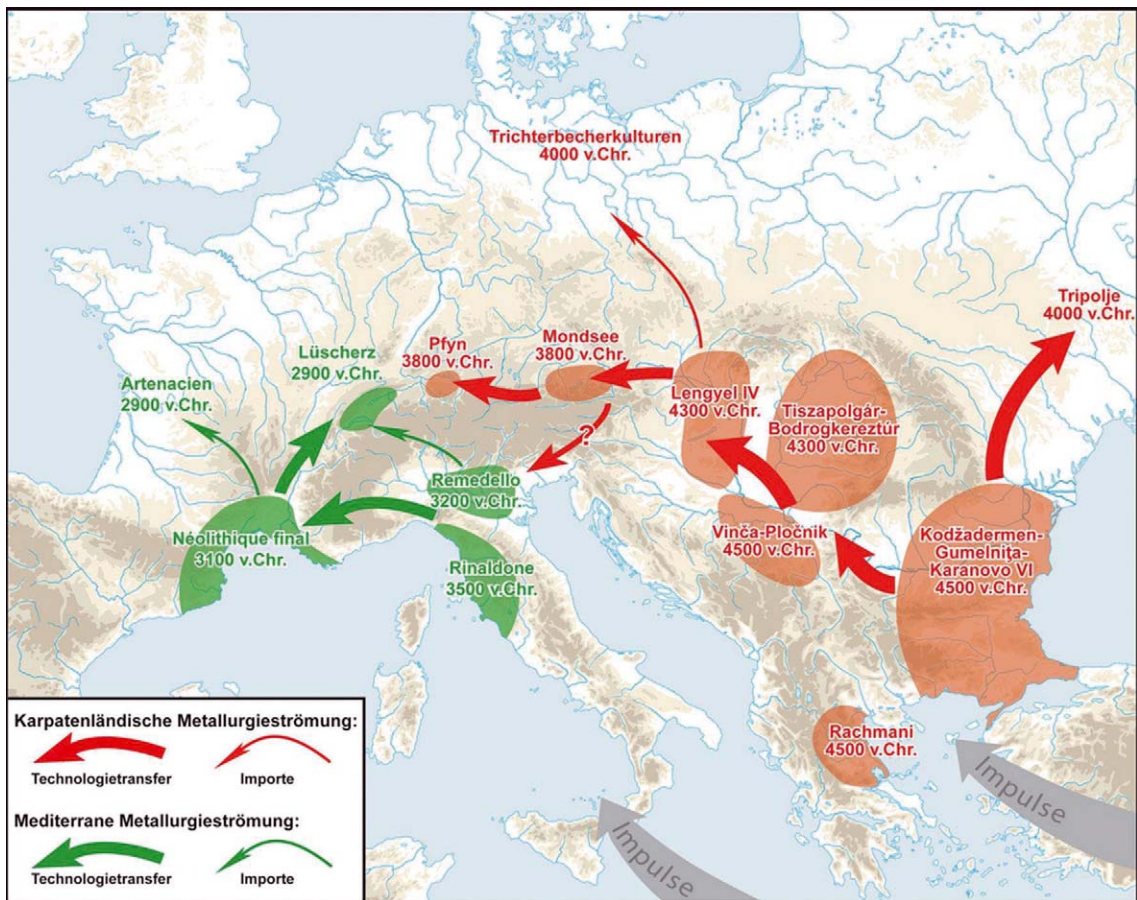 Trichterbecherkulturen
4000 v.Chr.
Tripolje
4000 v.Chr.
Lüscherz
2900 v.Chr.
Pfyn
3800 v.Chr.
Mondsee
3800 v.Chr.
Artenacien
2900 v.Chr.
Lengyel IV
4300 v.Chr.
Tiszapolgár-
Bodrogkereztúr
4300 v.Chr.
?
Remedello
3200 v.Chr.
Néolithique final
3100 v.Chr.
Vinča-Pločnik
4500 v.Chr.
Kodžadermen-
Gumelniţa-
Karanovo VI
4500 v.Chr.
Rinaldone
3500 v.Chr.
Rachmani
4500 v.Chr.
Impulse
Impulse
Karpatenländische Metallurgieströmung:
Technologietransfer Importe
Mediterrane Metallurgieströmung:
Technologietransfer Importe